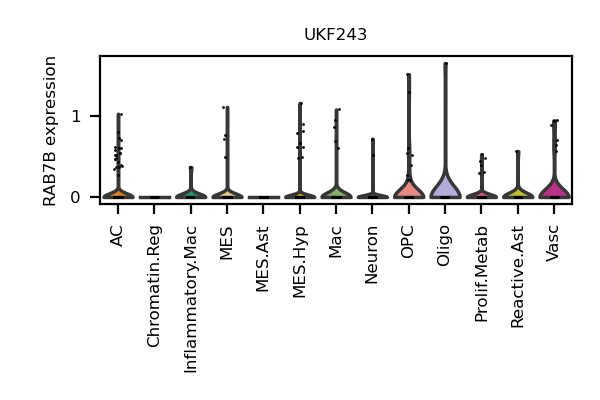 UKF243
RAB7B expression
1
0
AC
Chromatin.Reg
Inflammatory.Mac
MES
MES.Ast
MES.Hyp
Mac
Neuron
OPC
Oligo
Prolif.Metab
Reactive.Ast
Vasc